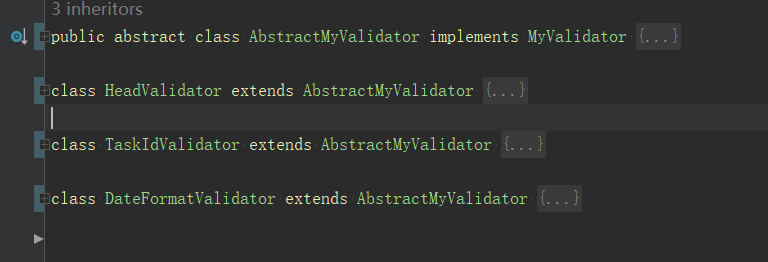 3 inheritors
public abstract class AbstractMyValidator implements MyValidator {...}
class HeadValidator extends AbstractMyValidator {...}
class TaskIdValidator extends AbstractMyValidator {...}
class DateFormatValidator extends AbstractMyValidator {...}